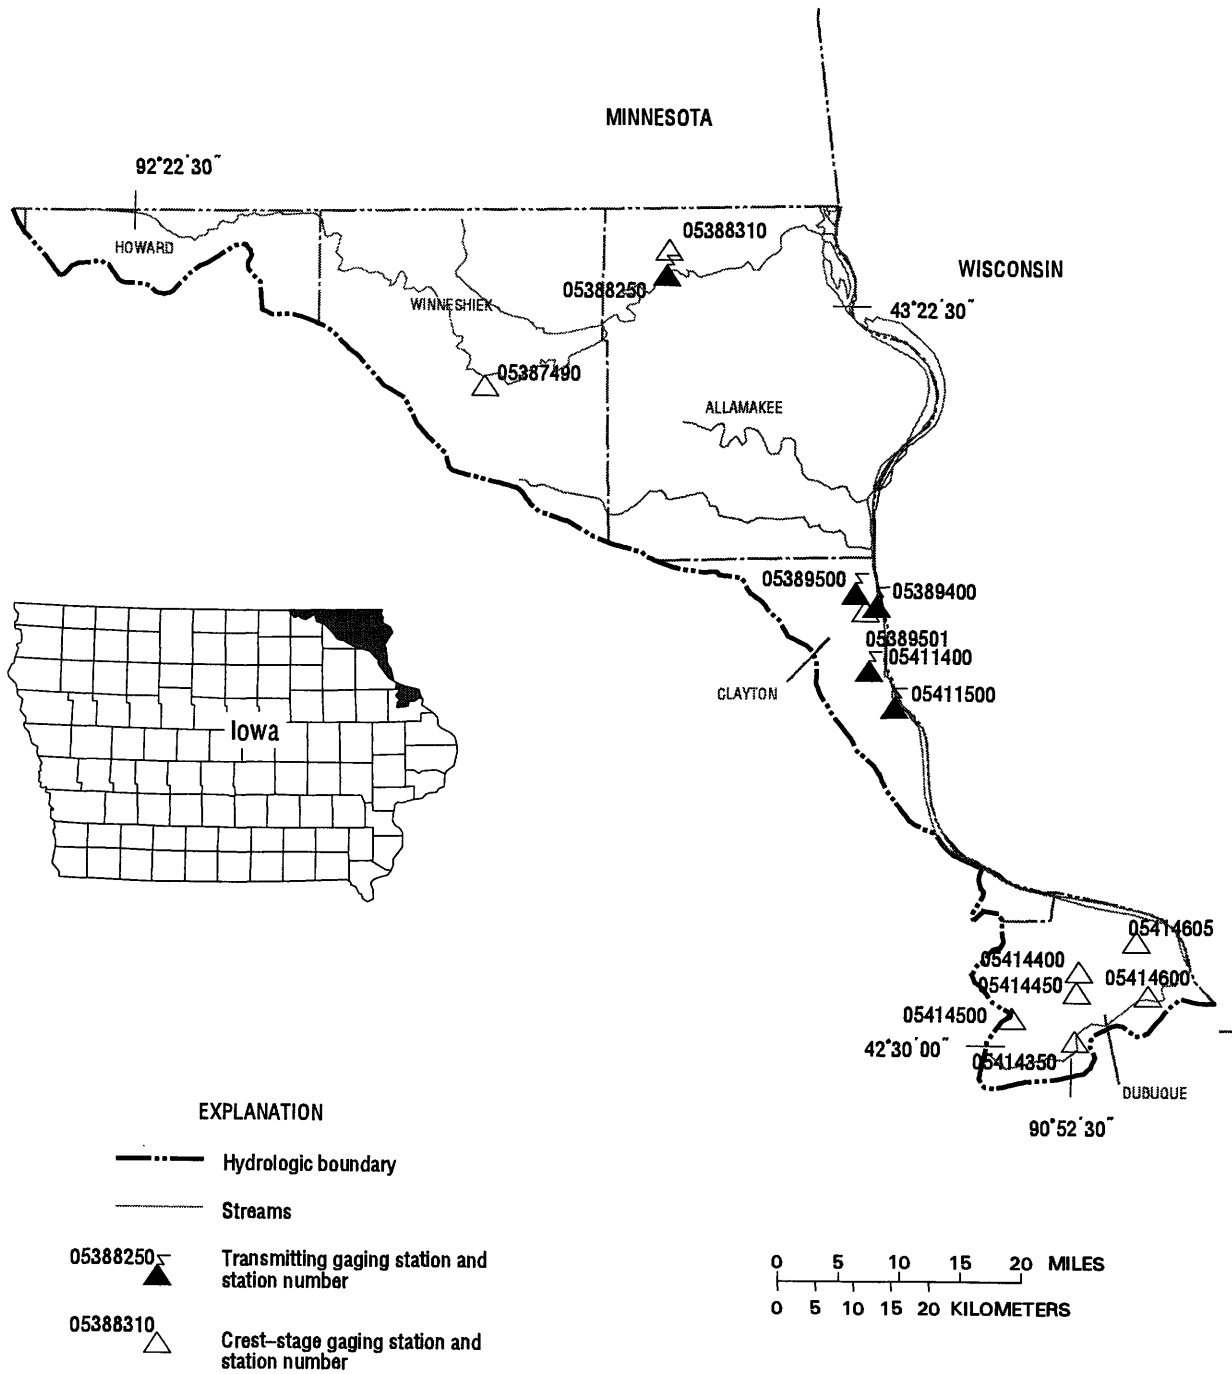 MINNESOTA
92°22'30"
HOWARD
05388310
WISCONSIN
05388250
WINNESHIEK
43°22'30"
05387490
ALLAMAKEE
05389500
05389400
05389501
05411400
CLAYTON
05411500
Iowa
05414605
05414400
05414600
05414450
05414500
42°30'00"
05414350
DUBUQUE
90°52'30"
EXPLANATION
Hydrologic boundary
Streams
05388250
Transmitting gaging station and
station number
05388310
Crest-stage gaging station and
station number
0 5 10 15 20 MILES
0 5 10 15 20 KILOMETERS